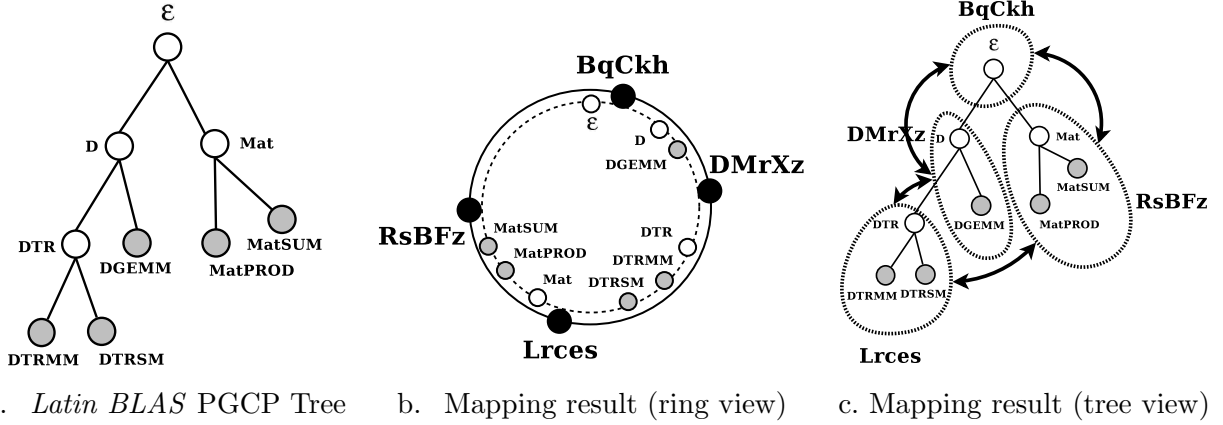 ε
D
Mat
DTR
DGEMM
MatSUM
MatPROD
DTRMM
DTRSM
. Latin BLAS PGCP Tree
BqCkh
ε
D
DGEMM
DMrXz
RsBFz
MatSUM
MatPROD
Mat
DTR
DTRMM
DTRSM
Lrces
b. Mapping result (ring view)
BqCkh
ε
DMrXz
D
Mat
MatSUM
RsBFz
DTR
DGEMM
MatPROD
DTRMM
DTRSM
Lrces
c. Mapping result (tree view)